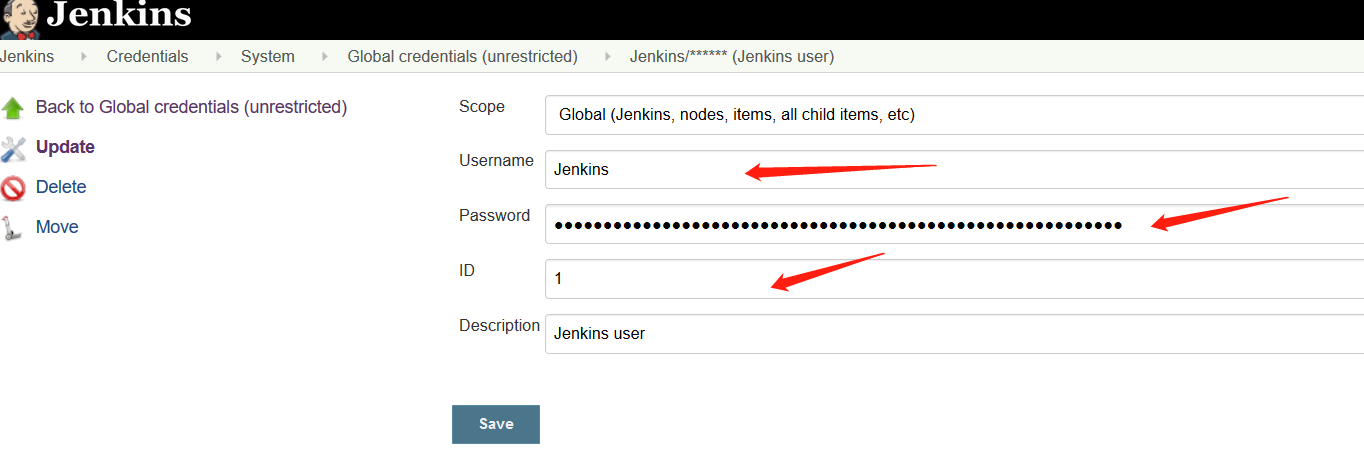 Jenkins
Jenkins Credentials System Global credentials (unrestricted) Jenkins/****** (Jenkins user)
Back to Global credentials (unrestricted)
Update
Delete
Move
Scope Global (Jenkins, nodes, items, all child items, etc)
Username Jenkins
Password ••••••••••••••••••••••••••••••••••••••••••••••••••••••••
ID 1
Description Jenkins user
Save